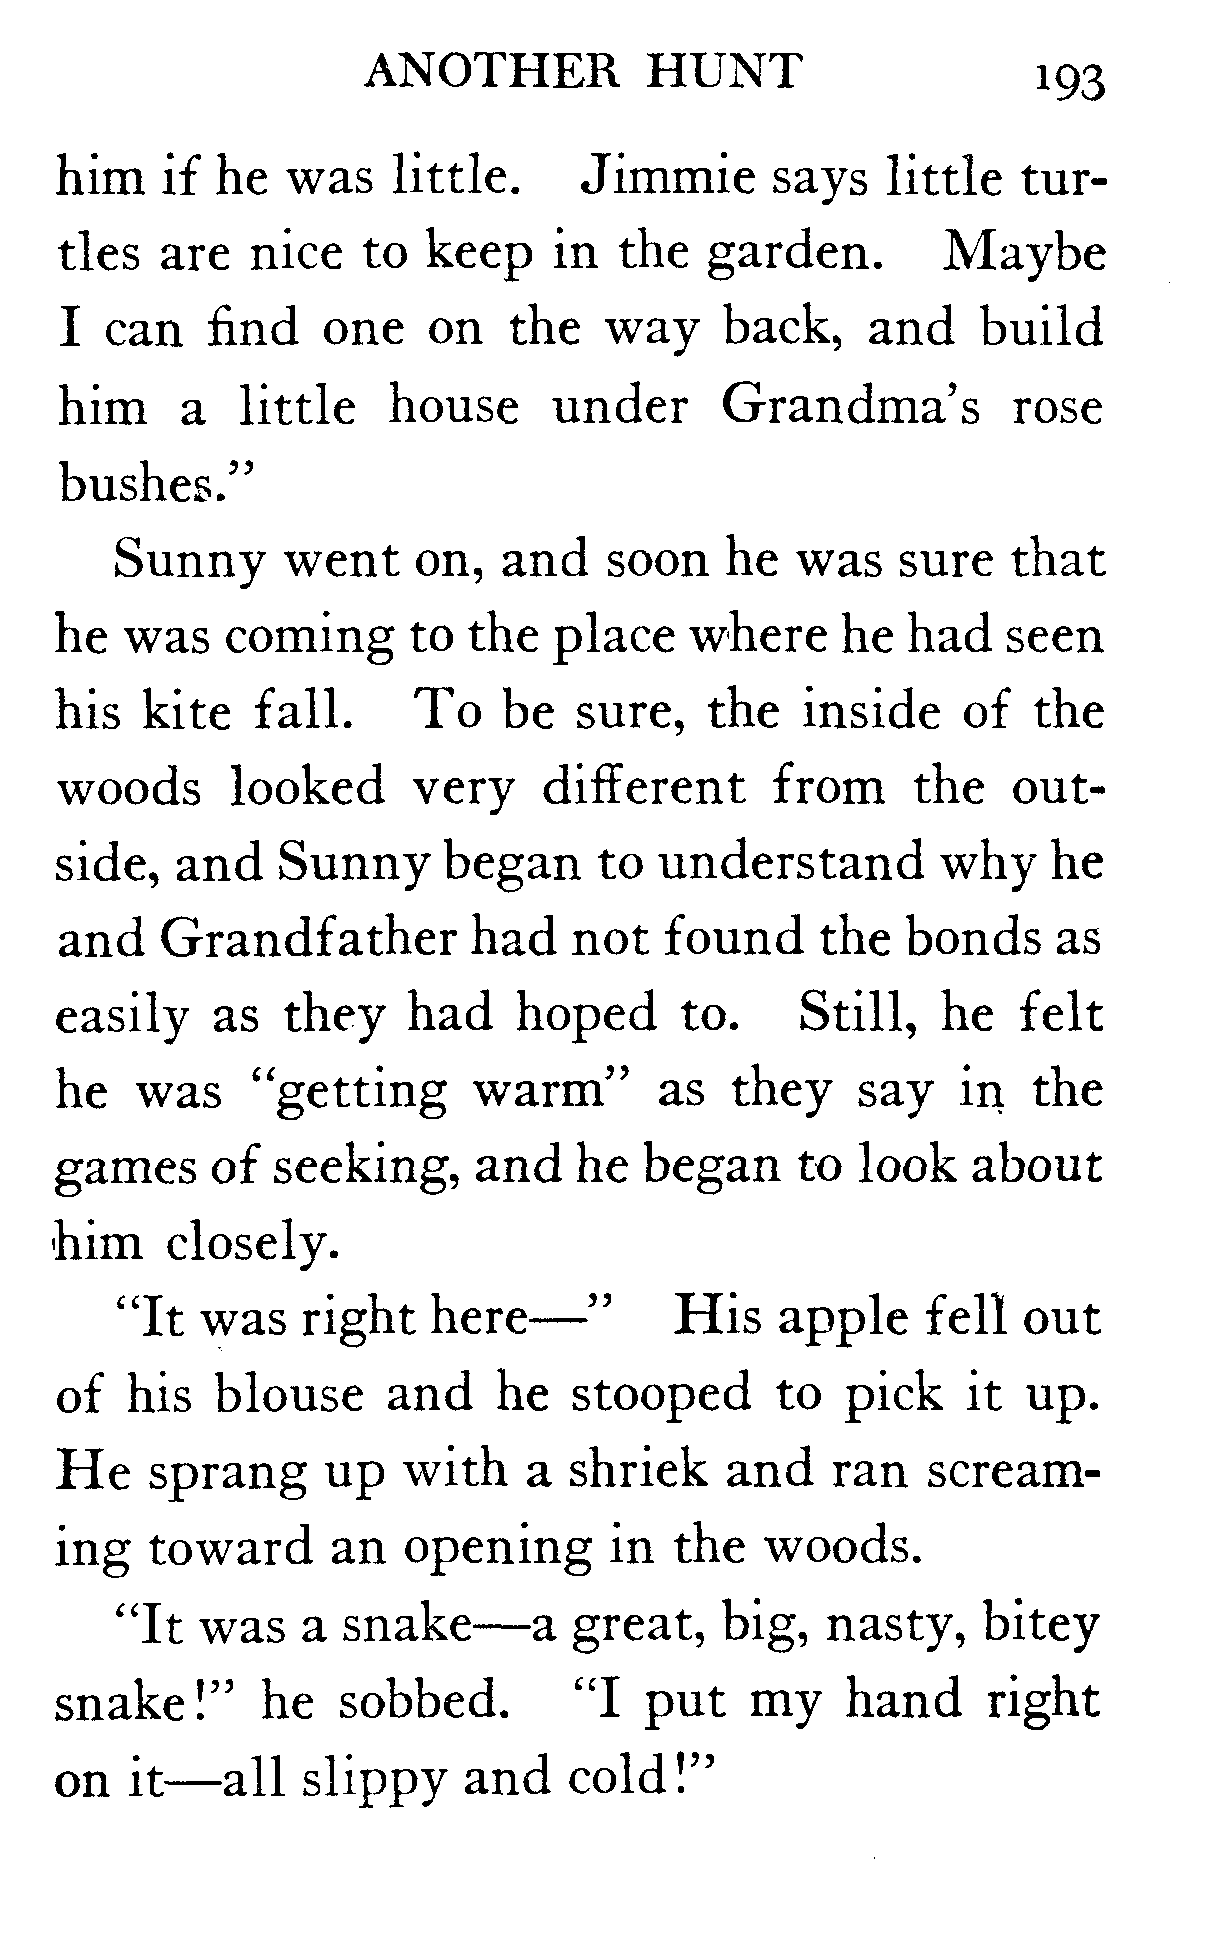 ANOTHER HUNT 193
him if he was little. Jimmie says little tur-
tles are nice to keep in the garden. Maybe
I can find one on the way back, and build
him a little house under Grandma's rose
bushes."
Sunny went on, and soon he was sure that
he was coming to the place where he had seen
his kite fall. To be sure, the inside of the
woods looked very different from the out-
side, and Sunny began to understand why he
and Grandfather had not found the bonds as
easily as they had hoped to. Still, he felt
he was "getting warm" as they say in the
games of seeking, and he began to look about
him closely.
"It was right here—" His apple fell out
of his blouse and he stooped to pick it up.
He sprang up with a shriek and ran scream-
ing toward an opening in the woods.
"It was a snake—a great, big, nasty, bitey
snake!" he sobbed. "I put my hand right
on it—all slippy and cold!"